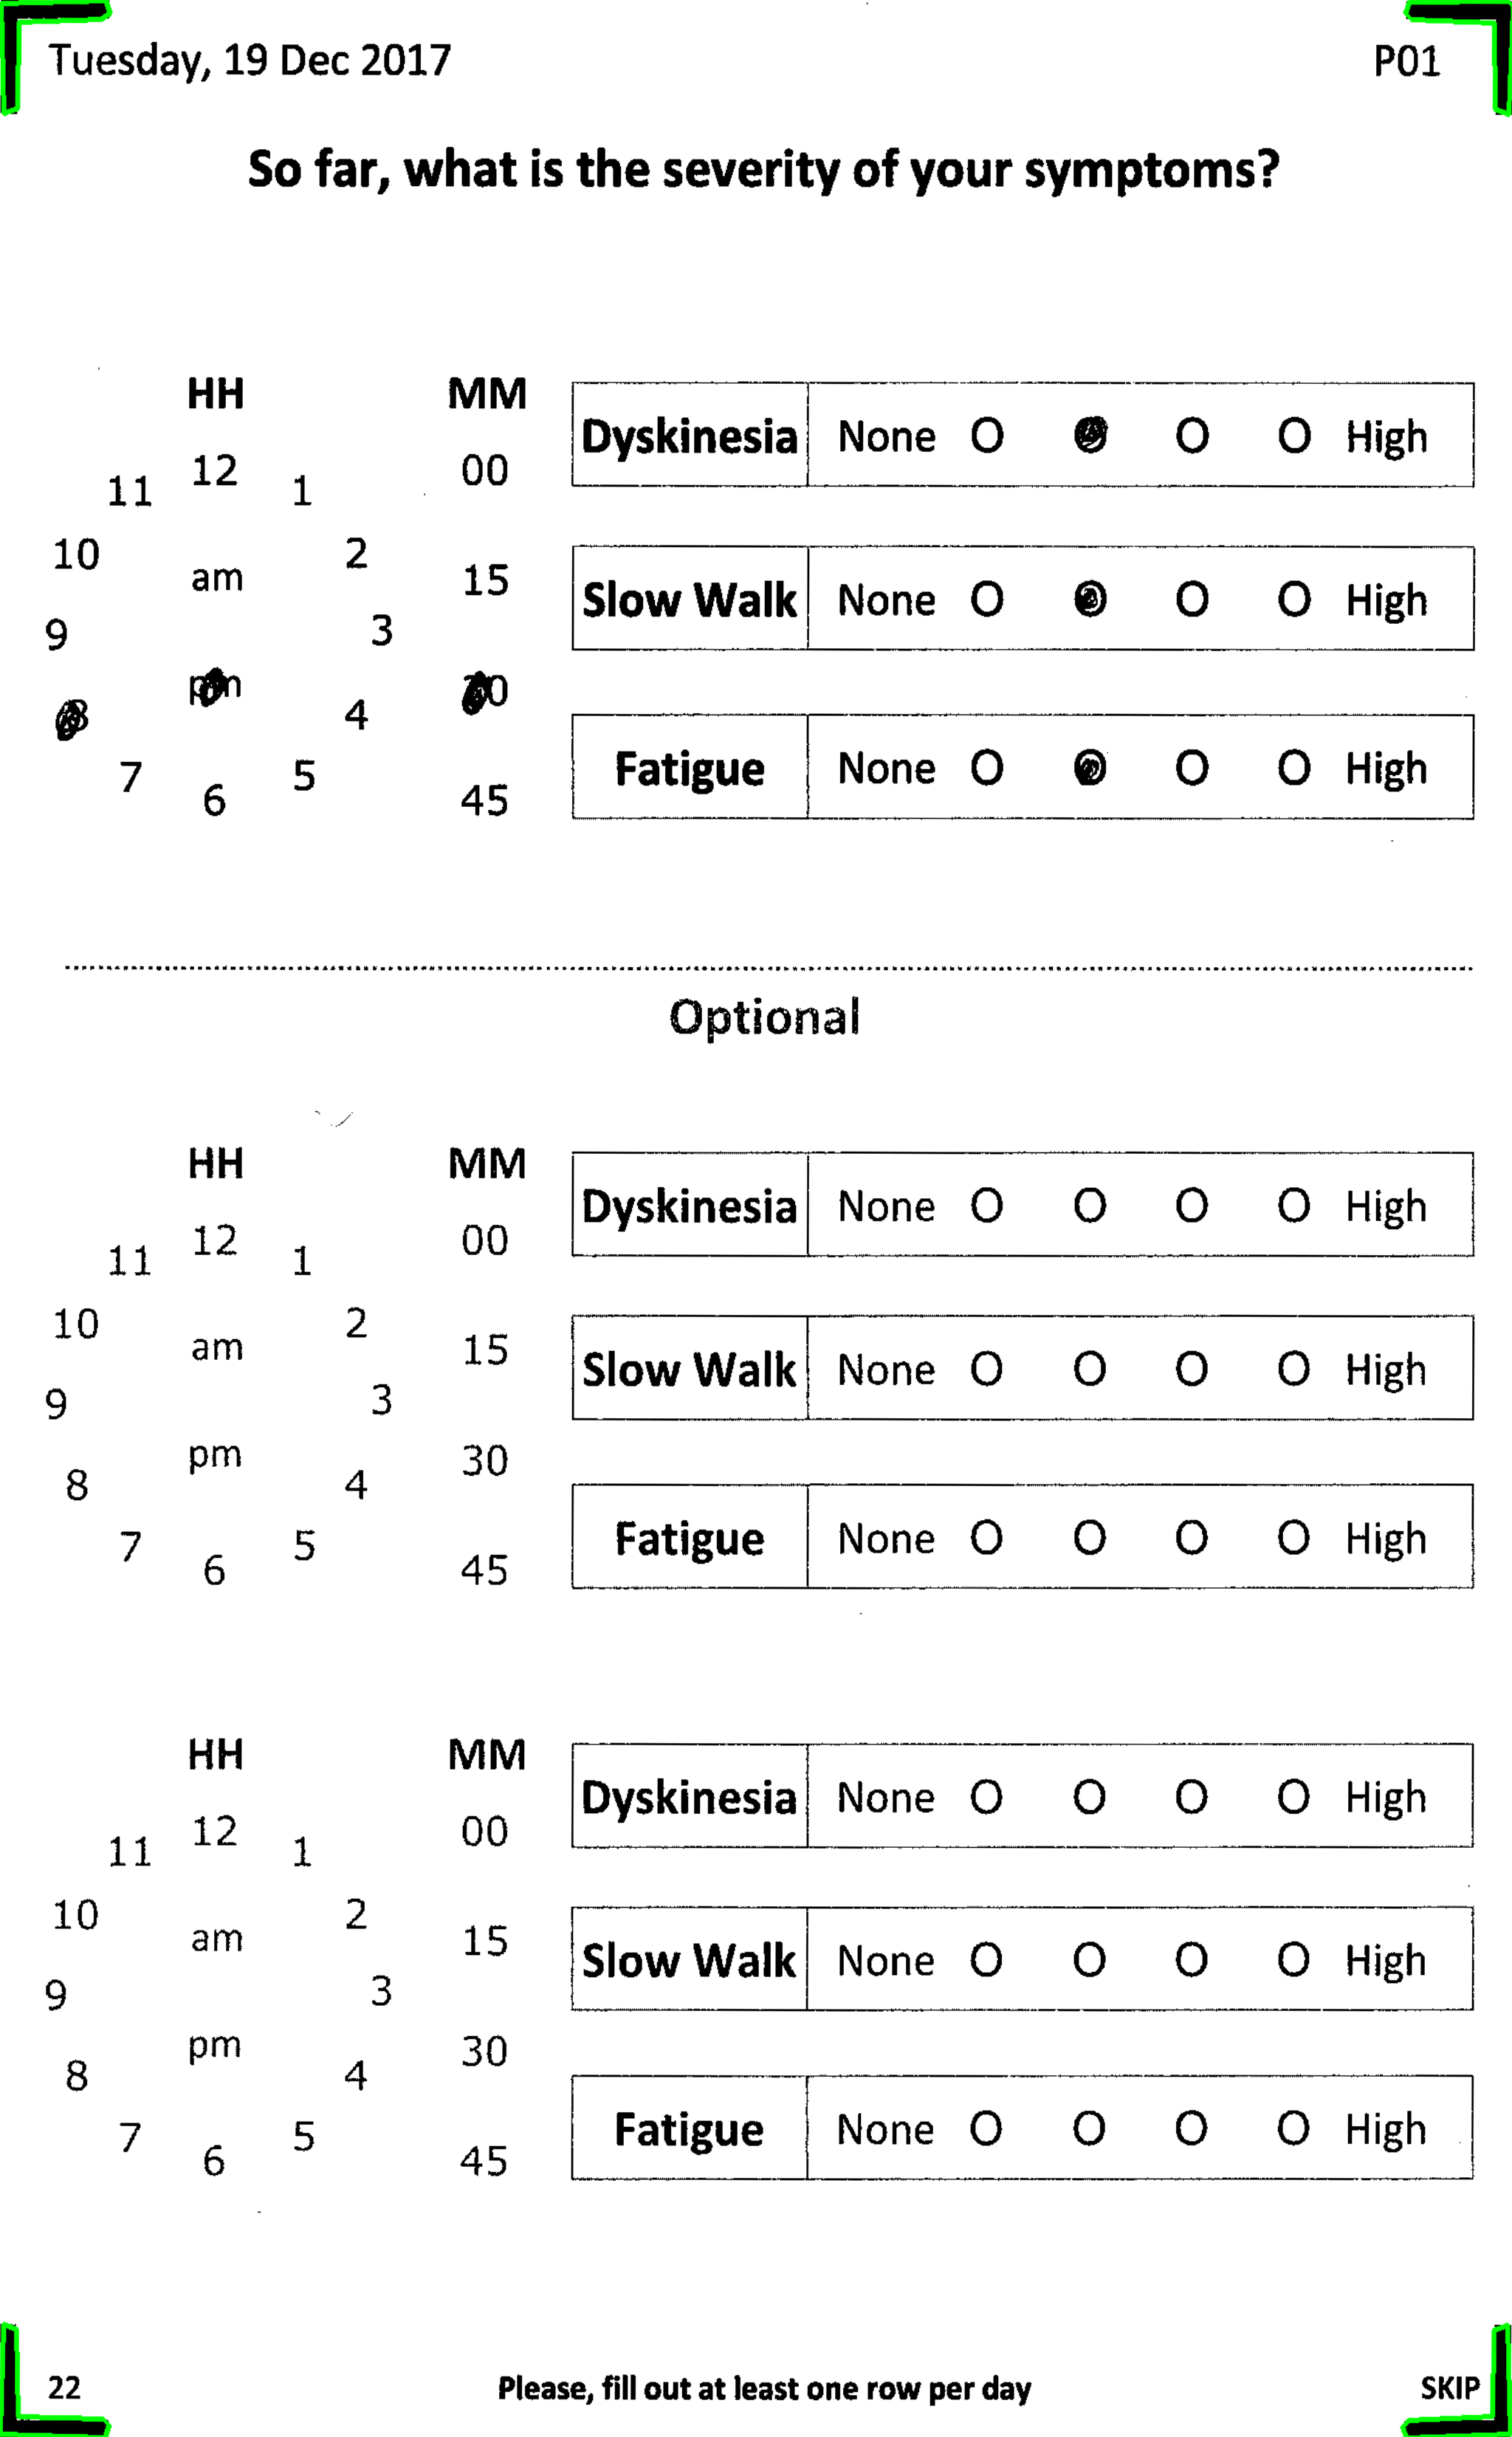 Tuesday, 19 Dec 2017 P01
So far, what is the severity of your symptoms?
HH MM
Dyskinesia None O O O High
11 12 1 00
10 am 2 15
Slow Walk None O O O High
9 3
pm 30
8 4
Fatigue None O O O High
7 6 5 45
Optional
HH MM
Dyskinesia None O O O O High
11 12 1 00
10 am 2 15
Slow Walk None O O O O High
9 3
pm 30
8 4
Fatigue None O O O O High
7 6 5 45
HH MM
Dyskinesia None O O O O High
11 12 1 00
10 am 2 15
Slow Walk None O O O O High
9 3
pm 30
8 4
Fatigue None O O O O High
7 6 5 45
22 Please, fill out at least one row per day SKIP